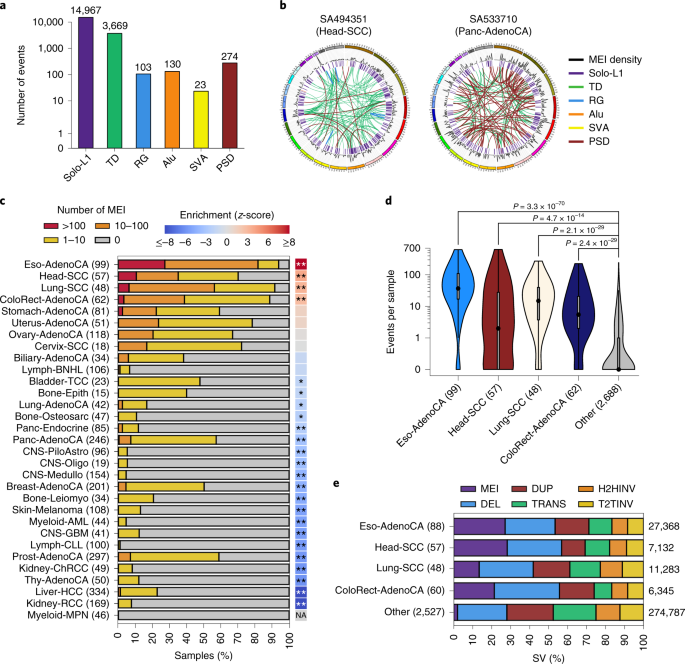 a
14,967
3,669
103
130
23
274
10,000
1,000
100
10
1
0
Number of events
Solo-L1
TD
RG
Alu
SVA
PSD
b
SA494351
(Head-SCC)
SA533710
(Panc-AdenoCA)
MEI density
Solo-L1
TD
RG
Alu
SVA
PSD
c
Number of MEI
>100
10–100
1–10
0
Enrichment (z-score)
≤–8
–3
0
3
≥8
Eso-AdenoCA (99) **
Head-SCC (57) **
Lung-SCC (48) **
ColoRect-AdenoCA (62) **
Stomach-AdenoCA (81)
Uterus-AdenoCA (51)
Ovary-AdenoCA (118)
Cervix-SCC (18)
Biliary-AdenoCA (34)
Lymph-BNHL (106)
Bladder-TCC (23) *
Bone-Epith (15) *
Lung-AdenoCA (42) *
Bone-Osteosarc (47) *
Panc-Endocrine (85) **
Panc-AdenoCA (246) **
CNS-PiloAstro (96) **
CNS-Oligo (19) **
CNS-Medullo (154) **
Breast-AdenoCA (201) **
Bone-Leiomyo (34) **
Skin-Melanoma (108) **
Myeloid-AML (44) **
CNS-GBM (41) **
Lymph-CLL (100) **
Prost-AdenoCA (297) **
Kidney-ChRCC (49) **
Thy-AdenoCA (50) **
Liver-HCC (334) **
Kidney-RCC (169) **
Myeloid-MPN (46) NA
0 10 20 30 40 50 60 70 80 90 100
Samples (%)
d
P = 3.3 × 10⁻⁷⁰
P = 4.7 × 10⁻¹⁴
P = 2.1 × 10⁻²⁹
P = 2.4 × 10⁻²⁹
700
100
10
1
0
Events per sample
Eso-AdenoCA (99)
Head-SCC (57)
Lung-SCC (48)
ColoRect-AdenoCA (62)
Other (2,688)
e
MEI
DUP
H2HINV
DEL
TRANS
T2TINV
Eso-AdenoCA (88) 27,368
Head-SCC (57) 7,132
Lung-SCC (48) 11,283
ColoRect-AdenoCA (60) 6,345
Other (2,527) 274,787
0 10 20 30 40 50 60 70 80 90 100
SV (%)